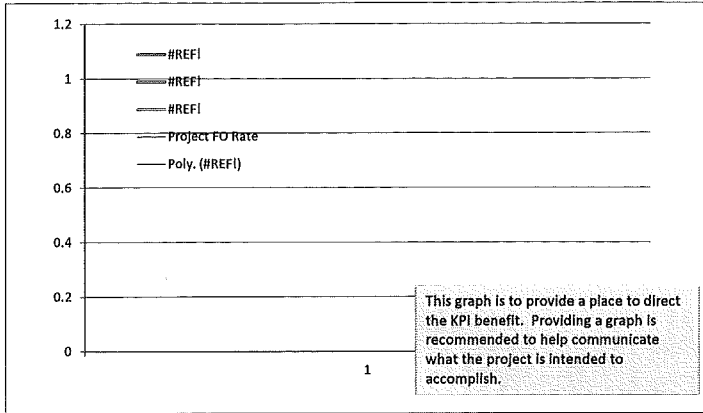 1.2
#REF!
1
#REF!
#REF!
0.8
Project FO Rate
Poly. (#REF!)
0.6
0.4
0.2
This graph is to provide a place to direct
the KPI benefit. Providing a graph is
recommended to help communicate
what the project is intended to
accomplish.
0
1